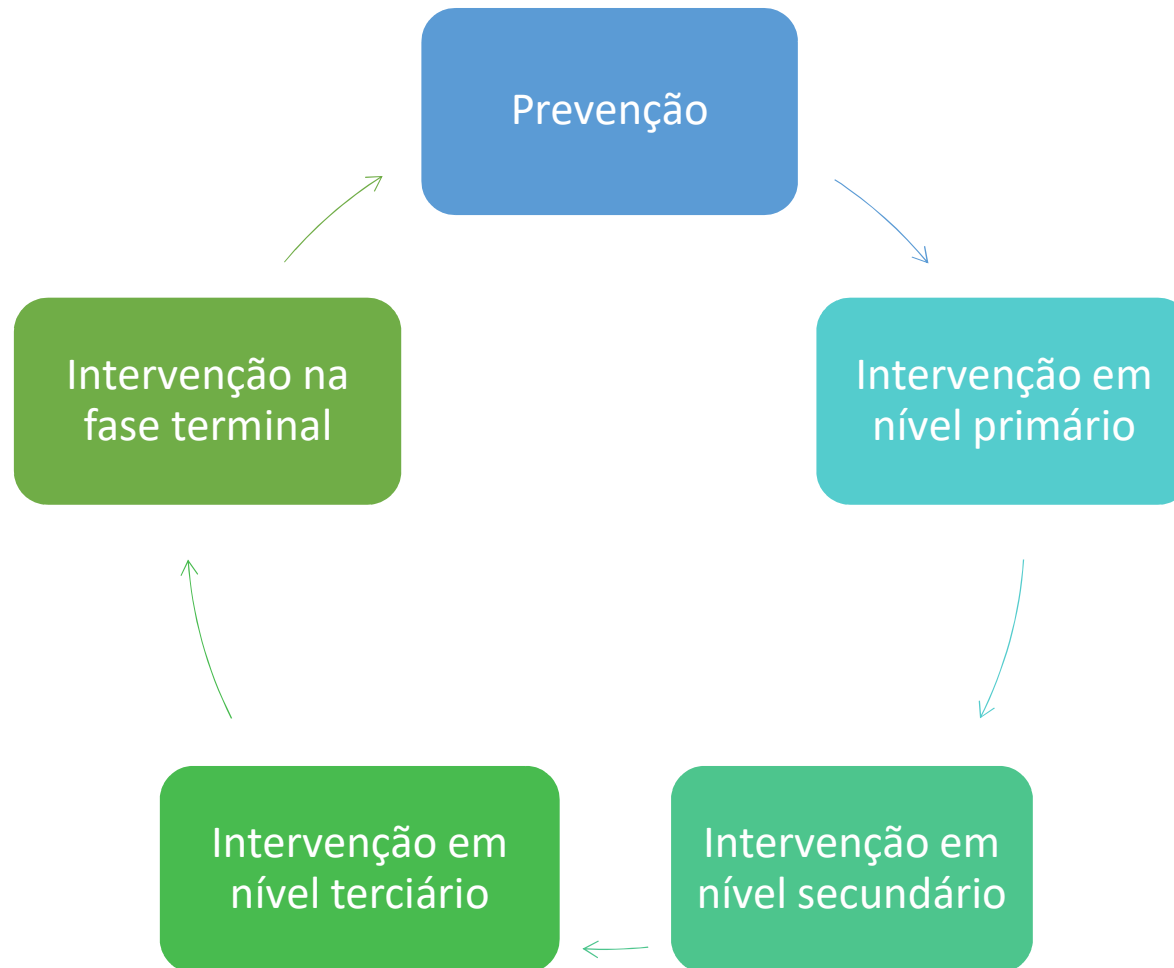 Prevenção
Intervenção em
nível primário
Intervenção em
nível secundário
Intervenção em
nível terciário
Intervenção na
fase terminal